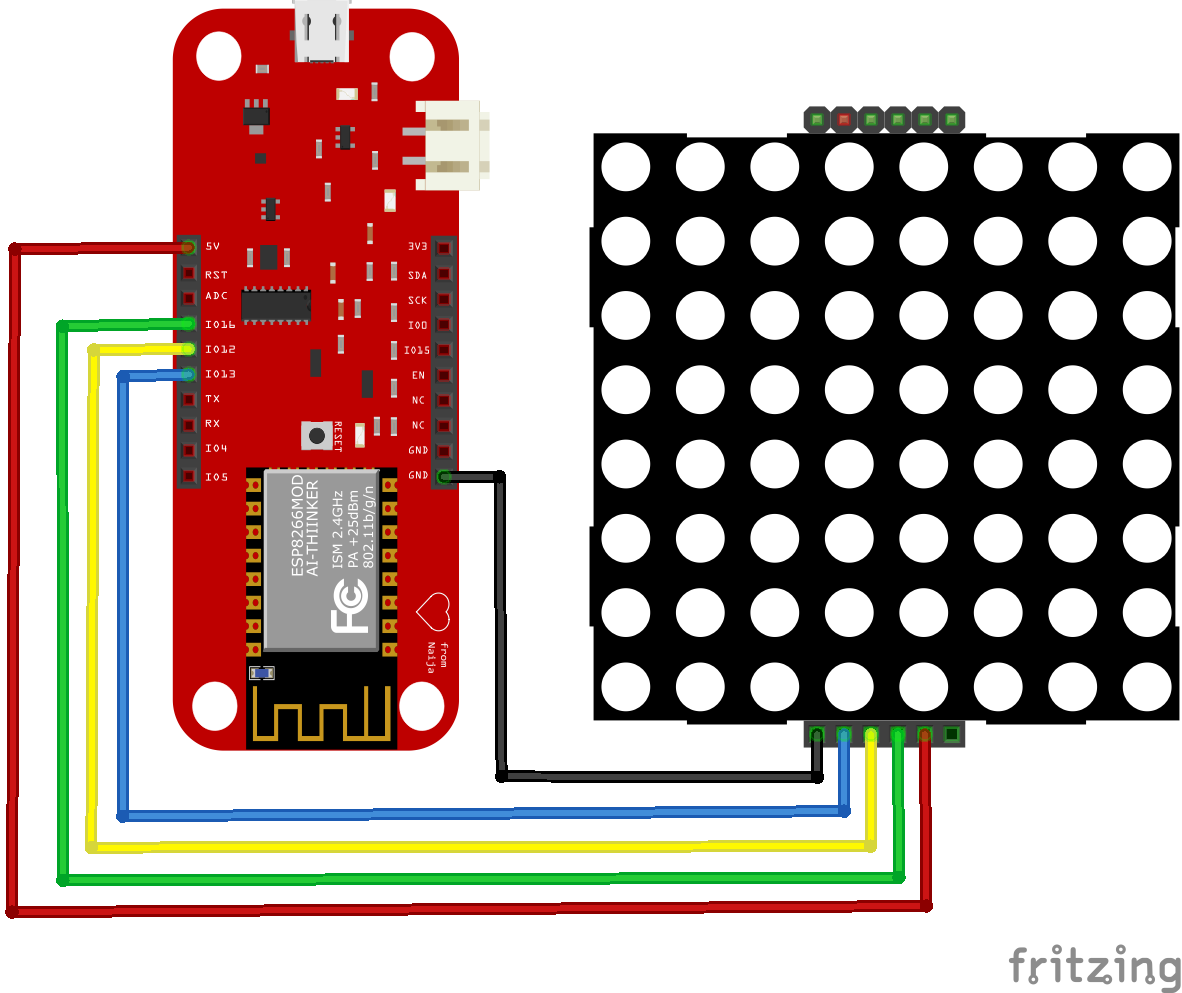 5V
RST
ADC
IO16
IO12
IO13
TX
RX
IO4
IO5
3V3
SDA
SCK
IO0
IO15
EN
NC
NC
GND
GND
RESET
ESP8266MOD
AI-THIINKER
ISM 2.4GHz
PA +25dBm
802.11b/g/n
FC
from
Naija
fritzing